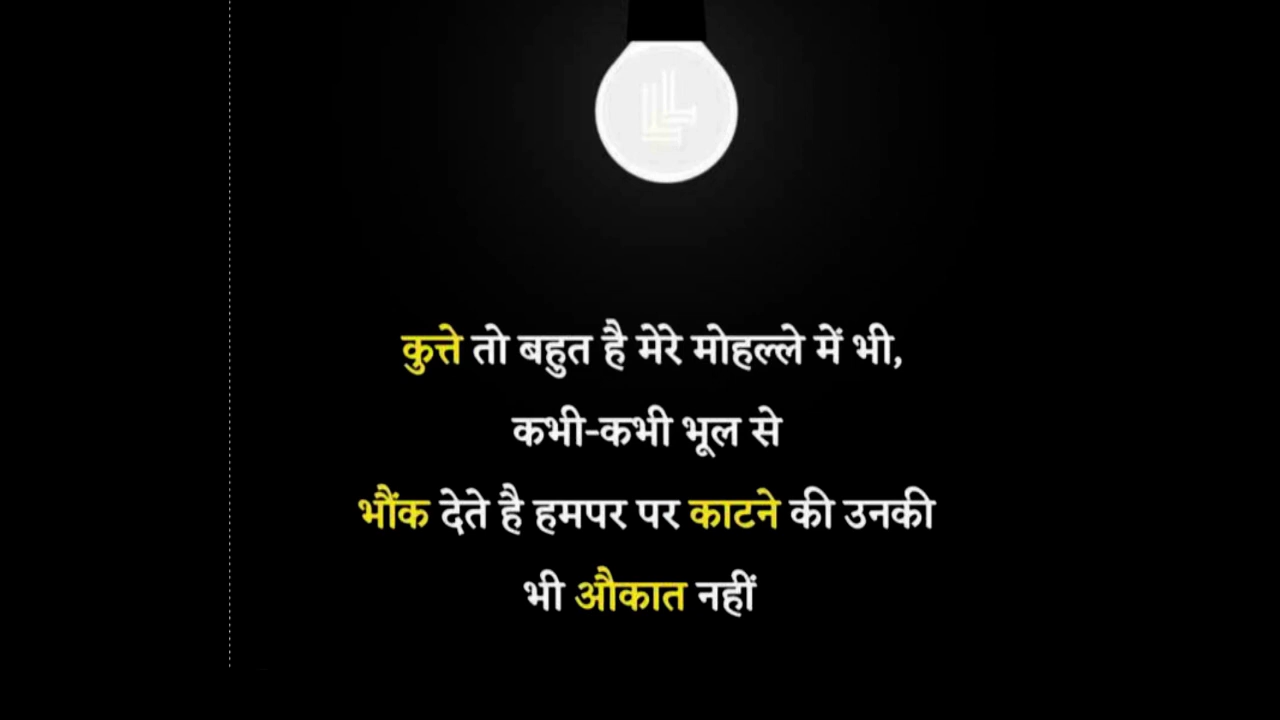 कुत्ते तो बहुत है मेरे मोहल्ले में भी,
कभी-कभी भूल से
भौंक देते है हमपर पर काटने की उनकी
भी औकात नहीं